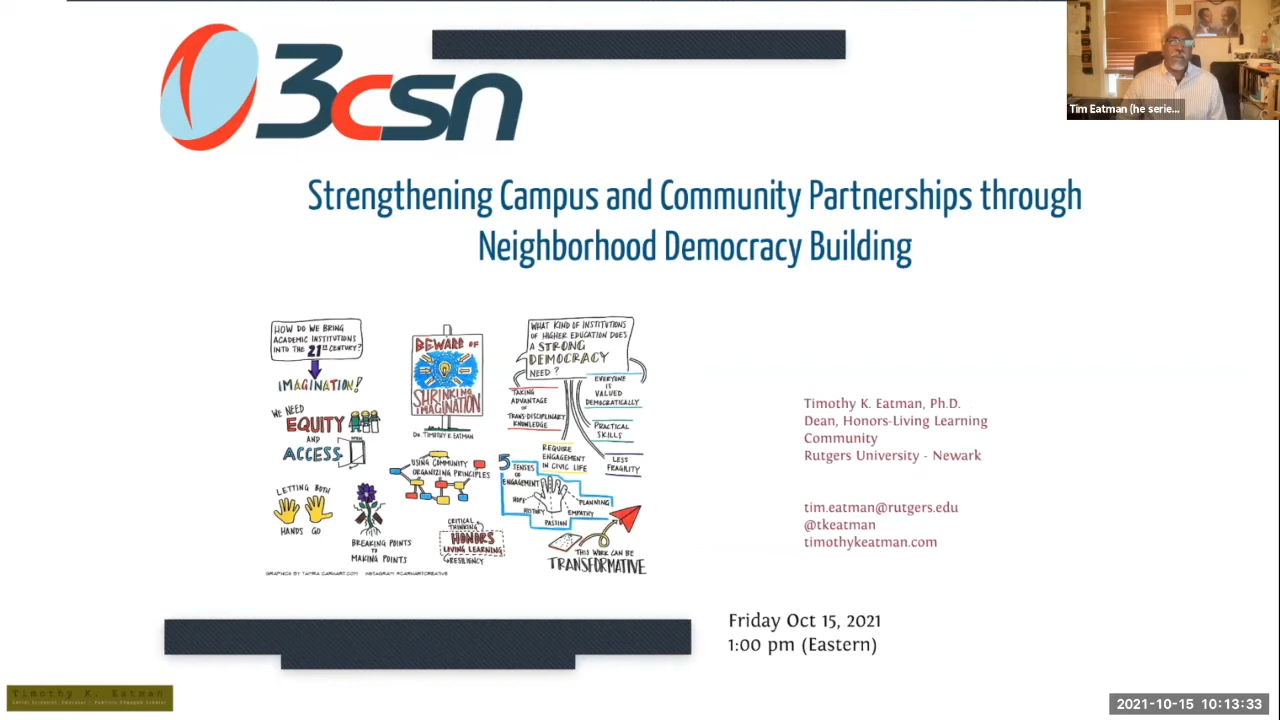 3csn
Tim Eatman (he serie...
Strengthening Campus and Community Partnerships through
Neighborhood Democracy Building
HOW DO WE BRING
ACADEMIC INSTITUTIONS
INTO THE 21ST CENTURY?
IMAGINATION!
WE NEED
EQUITY
AND
ACCESS
OPEN
LETTING BOTH
HANDS GO
BREAKING POINTS
TO
MAKING POINTS
BEWARE OF
SHRINKING
IMAGINATION
DR. TIMOTHY K EATMAN
USING COMMUNITY
ORGANIZING PRINCIPLES
CRITICAL
THINKING
HONORS
LIVING LEARNING
RESILIENCY
WHAT KIND OF INSTITUTIONS
OF HIGHER EDUCATION DOES
A STRONG
DEMOCRACY
NEED?
TAKING
ADVANTAGE
OF
TRANS-DISCIPLINARY
KNOWLEDGE
EVERYONE
IS
VALUED
DEMOCRATICALLY
PRACTICAL
SKILLS
REQUIRE
ENGAGEMENT
IN CIVIC LIFE
LESS
FRAGILITY
5 SENSES
OF
ENGAGEMENT
HOPE
HISTORY
PASSION
EMPATHY
PLANNING
THIS WORK CAN BE
TRANSFORMATIVE
Timothy K. Eatman, Ph.D.
Dean, Honors-Living Learning
Community
Rutgers University - Newark
tim.eatman@rutgers.edu
@tkeatman
timothykeatman.com
Friday Oct 15, 2021
1:00 pm (Eastern)
Timothy K. Eatman
2021-10-15 10:13:33